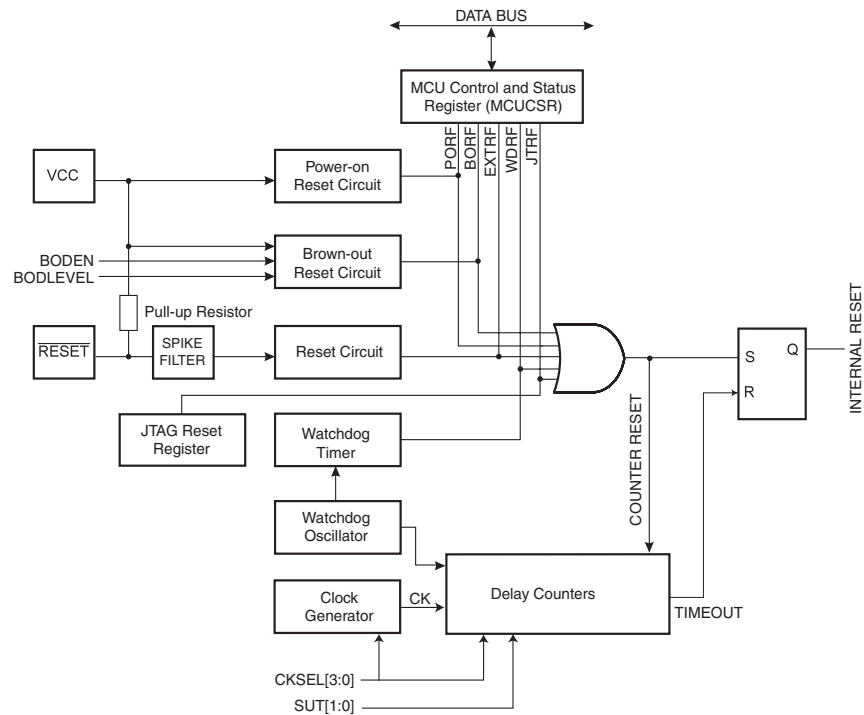 DATA BUS
MCU Control and Status
Register (MCUCSR)
PORF
BORF
EXTRF
WDRF
JTRF
VCC
Power-on
Reset Circuit
BODEN
BODLEVEL
Brown-out
Reset Circuit
Pull-up Resistor
RESET
SPIKE
FILTER
Reset Circuit
JTAG Reset
Register
Watchdog
Timer
Watchdog
Oscillator
Clock
Generator
CK
Delay Counters
CKSEL[3:0]
SUT[1:0]
COUNTER RESET
TIMEOUT
S
R
Q
INTERNAL RESET